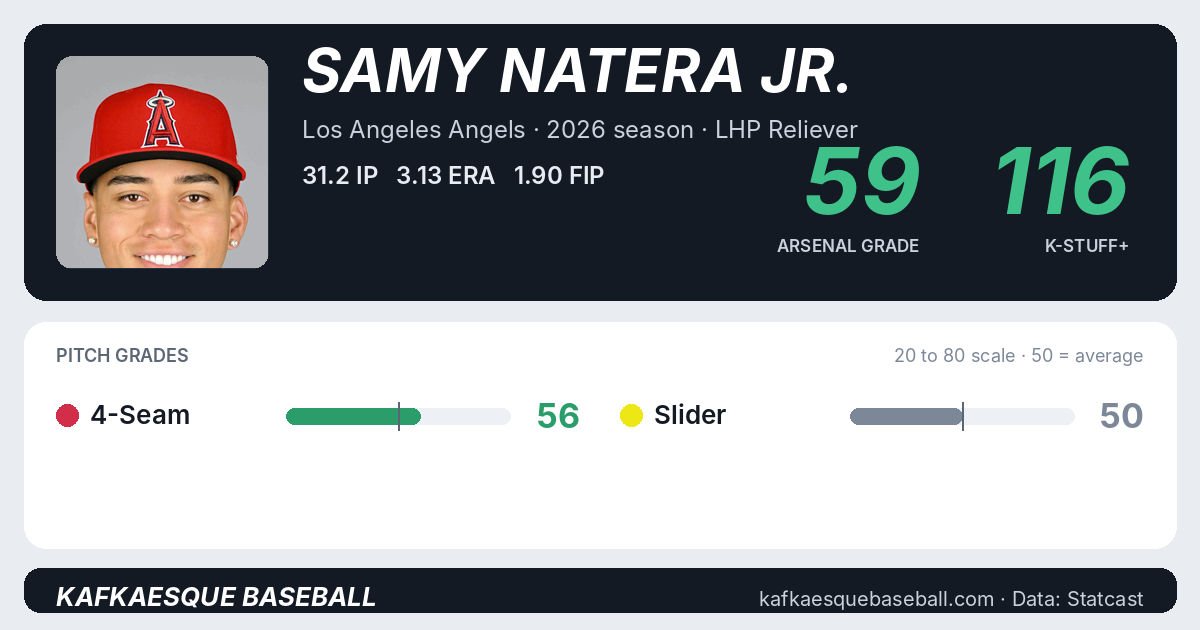 SAMY NATERA JR.
Los Angeles Angels · 2026 season · LHP Reliever
31.2 IP 3.13 ERA 1.90 FIP
59 116
ARSENAL GRADE K-STUFF+
PITCH GRADES 20 to 80 scale · 50 = average
4-Seam 56 Slider 50
KAFKAESQUE BASEBALL kafkaesquebaseball.com · Data: Statcast